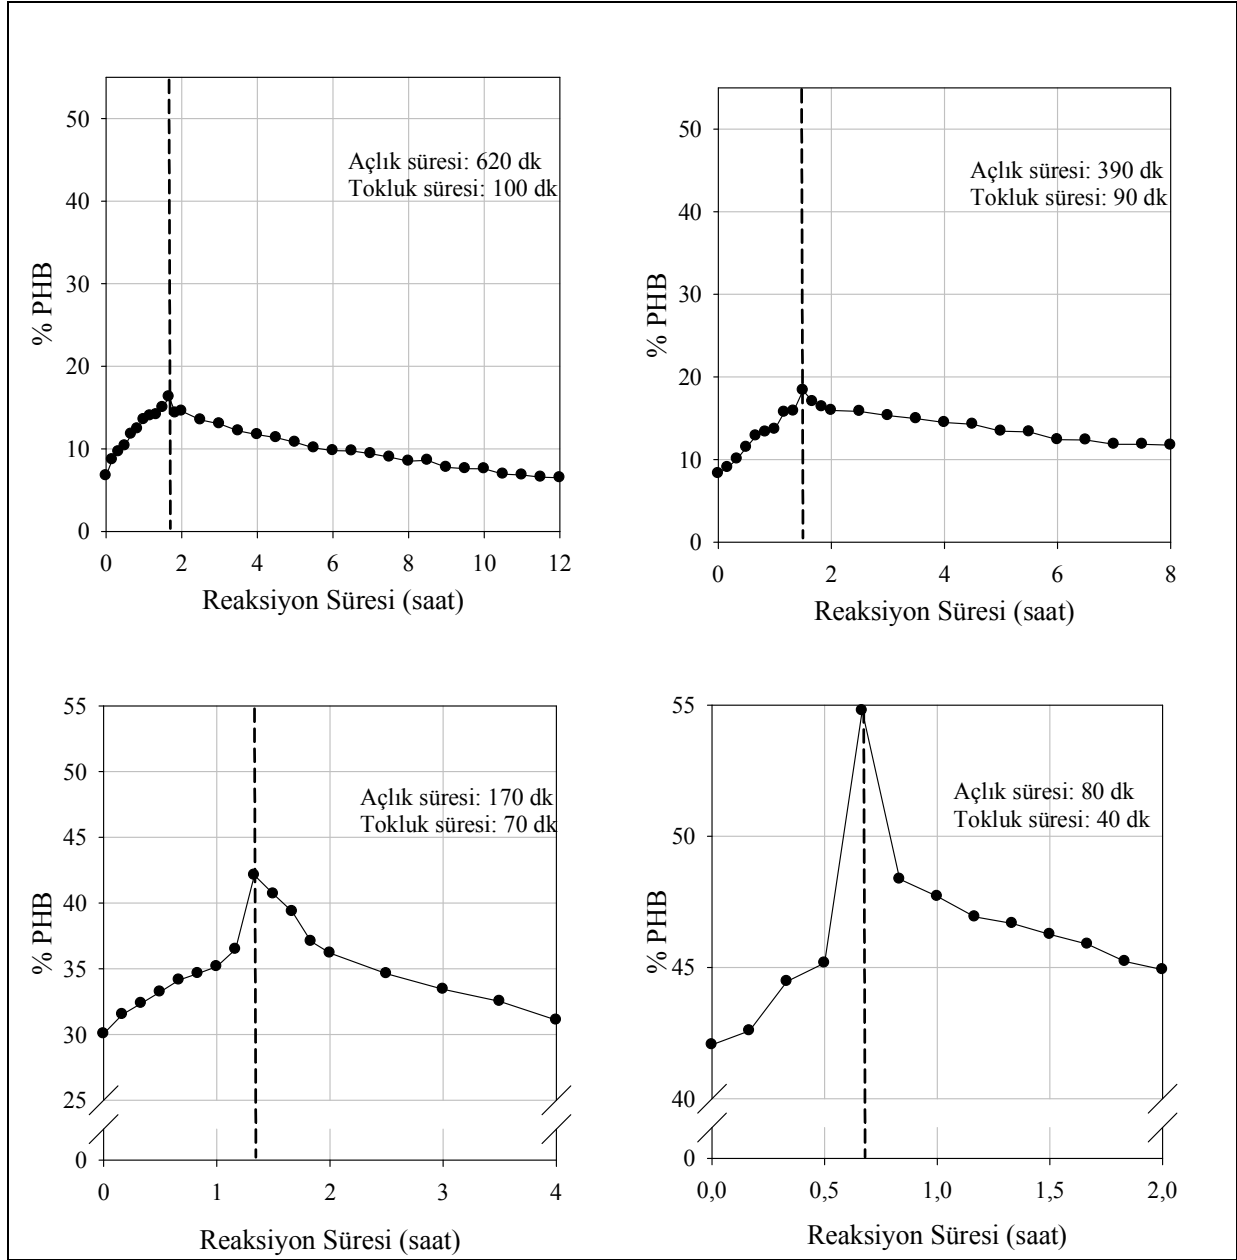 50
40
30
20
10
0
% PHB
Açlık süresi: 620 dk
Tokluk süresi: 100 dk
0 2 4 6 8 10 12
Reaksiyon Süresi (saat)
50
40
30
20
10
0
% PHB
Açlık süresi: 390 dk
Tokluk süresi: 90 dk
0 2 4 6 8
Reaksiyon Süresi (saat)
55
50
45
40
35
30
25
0
% PHB
Açlık süresi: 170 dk
Tokluk süresi: 70 dk
0 1 2 3 4
Reaksiyon Süresi (saat)
55
50
45
40
0
% PHB
Açlık süresi: 80 dk
Tokluk süresi: 40 dk
0,0 0,5 1,0 1,5 2,0
Reaksiyon Süresi (saat)